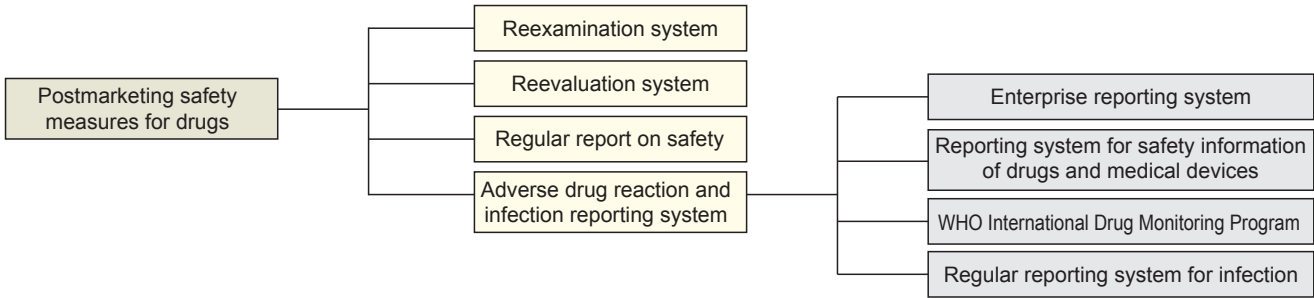 Postmarketing safety
measures for drugs
Reexamination system
Reevaluation system
Regular report on safety
Adverse drug reaction and
infection reporting system
Enterprise reporting system
Reporting system for safety information
of drugs and medical devices
WHO International Drug Monitoring Program
Regular reporting system for infection